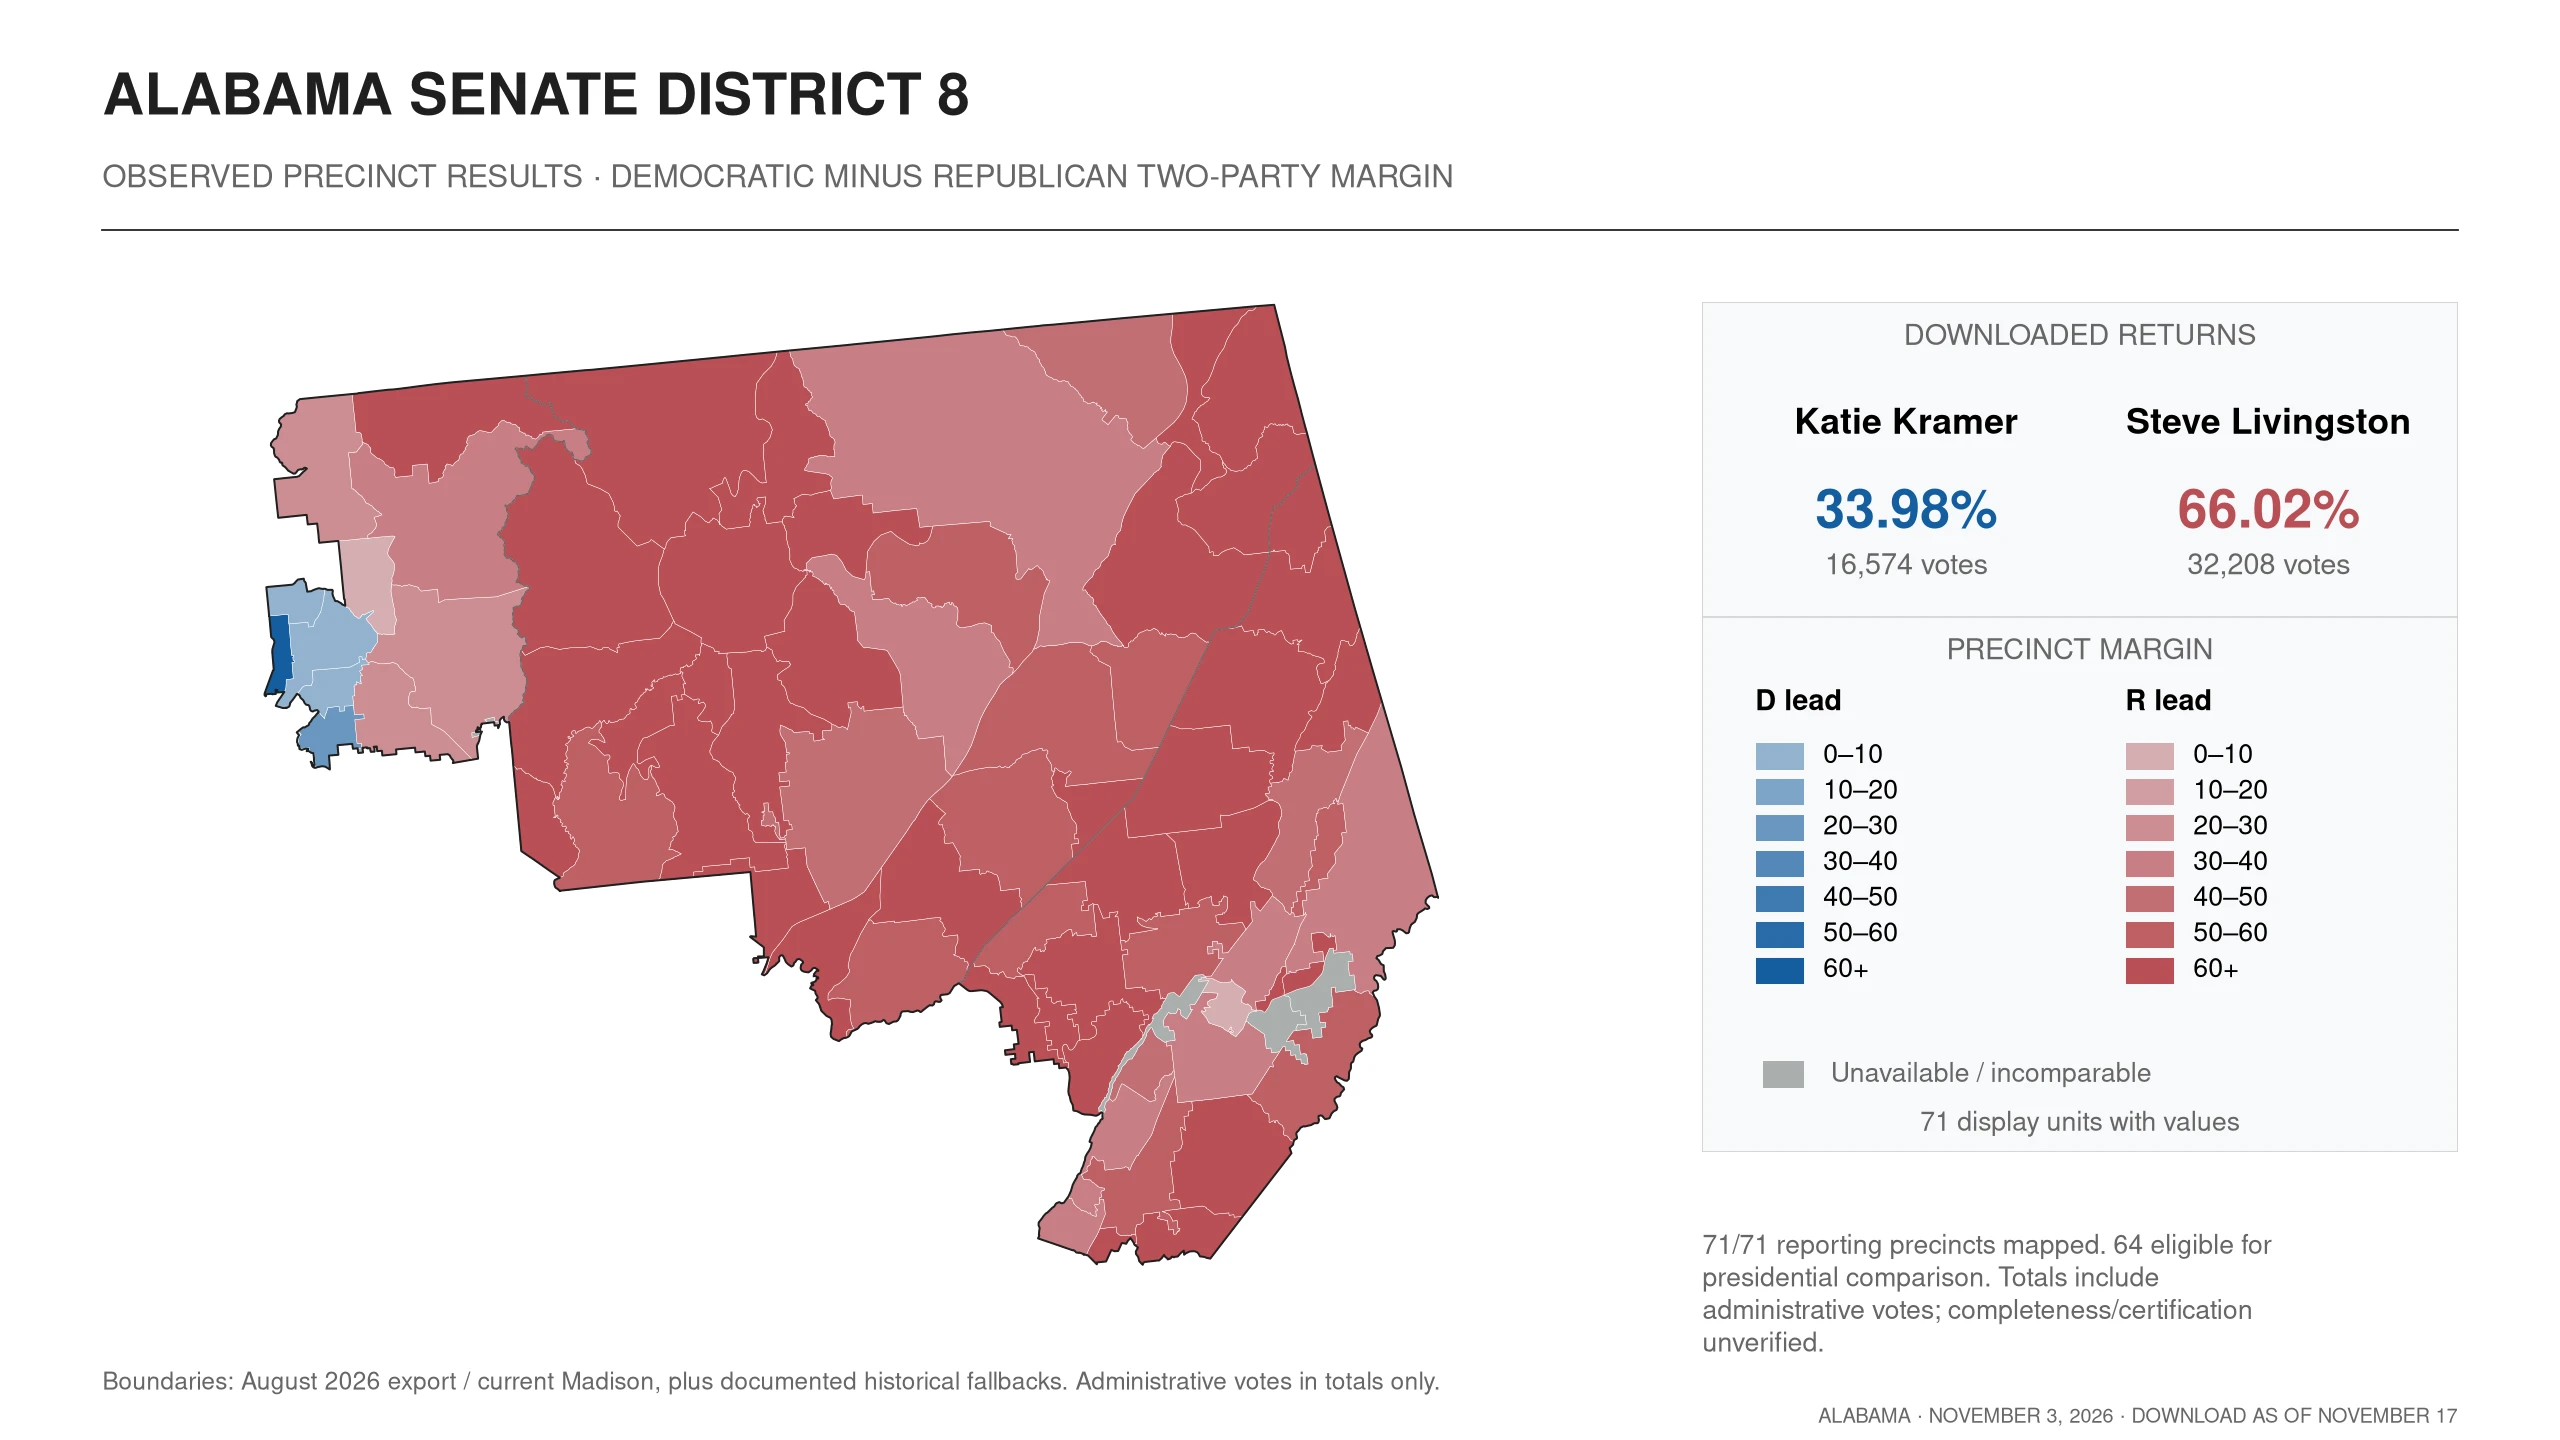 ALABAMA SENATE DISTRICT 8
OBSERVED PRECINCT RESULTS · DEMOCRATIC MINUS REPUBLICAN TWO-PARTY MARGIN
DOWNLOADED RETURNS
Katie Kramer Steve Livingston
33.98% 66.02%
16,574 votes 32,208 votes
PRECINCT MARGIN
D lead R lead
0–10 0–10
10–20 10–20
20–30 20–30
30–40 30–40
40–50 40–50
50–60 50–60
60+ 60+
Unavailable / incomparable
71 display units with values
71/71 reporting precincts mapped. 64 eligible for
presidential comparison. Totals include
administrative votes; completeness/certification
unverified.
Boundaries: August 2026 export / current Madison, plus documented historical fallbacks. Administrative votes in totals only.
ALABAMA · NOVEMBER 3, 2026 · DOWNLOAD AS OF NOVEMBER 17